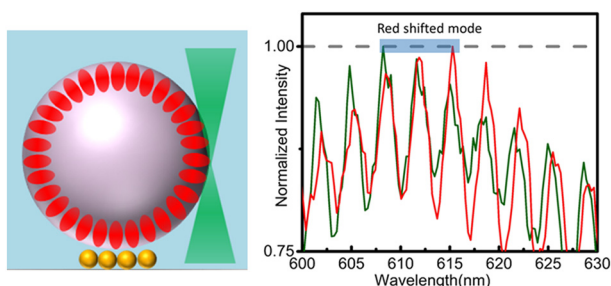 Red shifted mode
1.00
Normalized Intensity
0.75
600 605 610 615 620 625 630
Wavelength(nm)